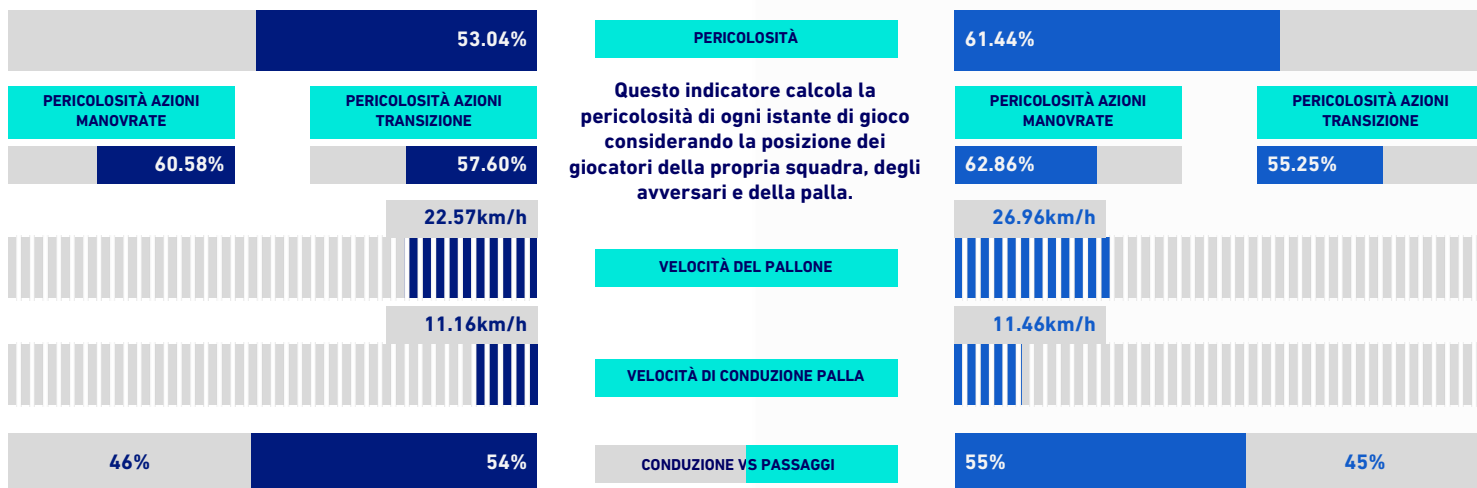 53.04%
PERICOLOSITÀ
61.44%
PERICOLOSITÀ AZIONI
MANOVRATE
PERICOLOSITÀ AZIONI
TRANSIZIONE
Questo indicatore calcola la
pericolosità di ogni istante di gioco
considerando la posizione dei
giocatori della propria squadra, degli
avversari e della palla.
PERICOLOSITÀ AZIONI
MANOVRATE
PERICOLOSITÀ AZIONI
TRANSIZIONE
60.58%
57.60%
62.86%
55.25%
22.57km/h
26.96km/h
VELOCITÀ DEL PALLONE
11.16km/h
11.46km/h
VELOCITÀ DI CONDUZIONE PALLA
46%
54%
CONDUZIONE VS PASSAGGI
55%
45%